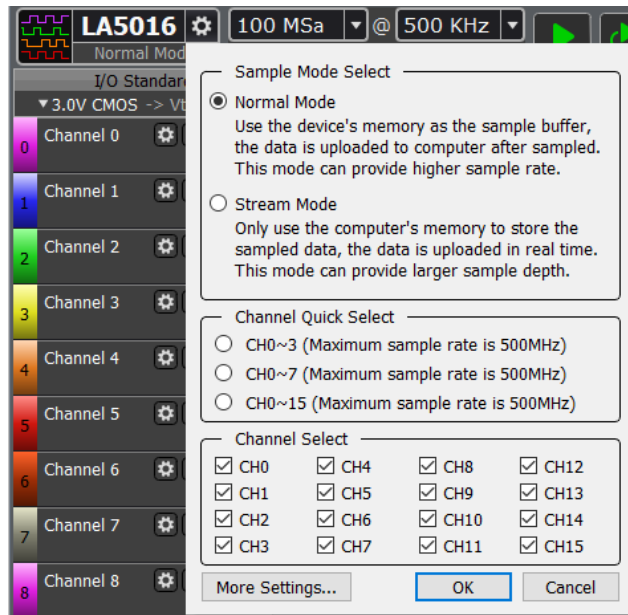 LA5016
100 MSa
@
500 KHz
Normal Mod
I/O Standar
3.0V CMOS -> Vt
0
Channel 0
1
Channel 1
2
Channel 2
3
Channel 3
4
Channel 4
5
Channel 5
6
Channel 6
7
Channel 7
8
Channel 8
Sample Mode Select
Normal Mode
Use the device's memory as the sample buffer,
the data is uploaded to computer after sampled.
This mode can provide higher sample rate.
Stream Mode
Only use the computer's memory to store the
sampled data, the data is uploaded in real time.
This mode can provide larger sample depth.
Channel Quick Select
CH0~3 (Maximum sample rate is 500MHz)
CH0~7 (Maximum sample rate is 500MHz)
CH0~15 (Maximum sample rate is 500MHz)
Channel Select
CH0 CH4 CH8 CH12
CH1 CH5 CH9 CH13
CH2 CH6 CH10 CH14
CH3 CH7 CH11 CH15
More Settings... OK Cancel